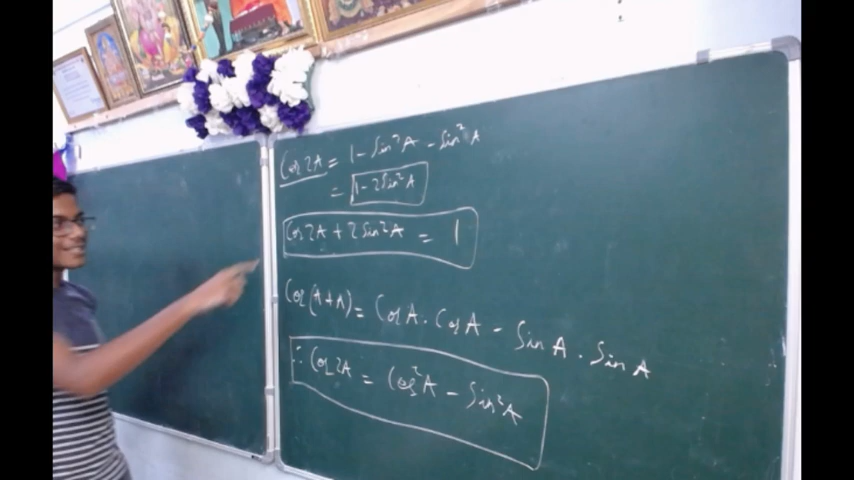 Cos 2A = 1 - Sin²A - Sin²A
= 1 - 2Sin²A
Cos 2A + 2 Sin²A = 1
Cos (A + A) = Cos A . Cos A - Sin A . Sin A
∴ Cos 2A = Cos²A - Sin²A